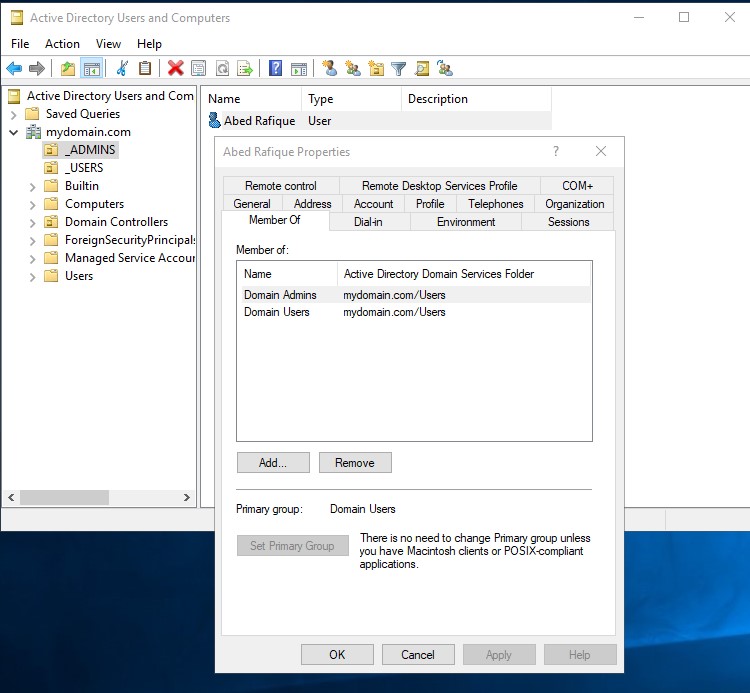 Active Directory Users and Computers
File Action View Help
Active Directory Users and Com
Saved Queries
mydomain.com
_ADMINS
_USERS
Builtin
Computers
Domain Controllers
ForeignSecurityPrincipals
Managed Service Accour
Users
Name Type Description
Abed Rafique User
Abed Rafique Properties
Remote control Remote Desktop Services Profile COM+
General Address Account Profile Telephones Organization
Member Of Dial-in Environment Sessions
Member of:
Name Active Directory Domain Services Folder
Domain Admins mydomain.com/Users
Domain Users mydomain.com/Users
Add... Remove
Primary group: Domain Users
Set Primary Group
There is no need to change Primary group unless
you have Macintosh clients or POSIX-compliant
applications.
OK Cancel Apply Help